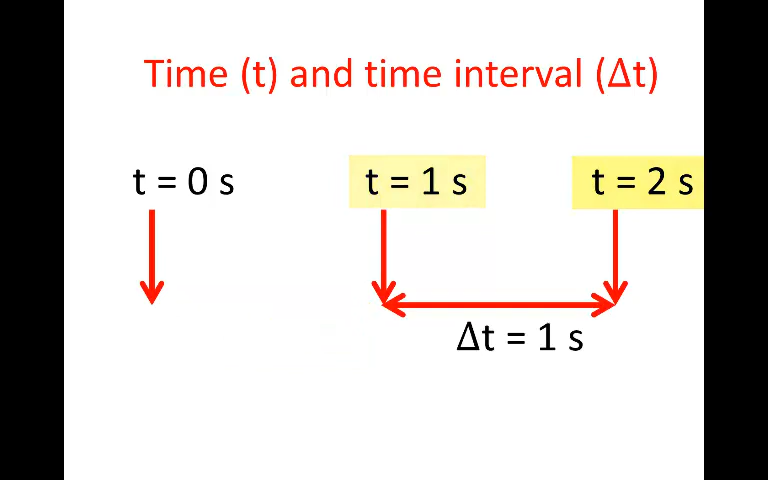 Time (t) and time interval (Δt)
t = 0 s
t = 1 s
t = 2 s
Δt = 1 s